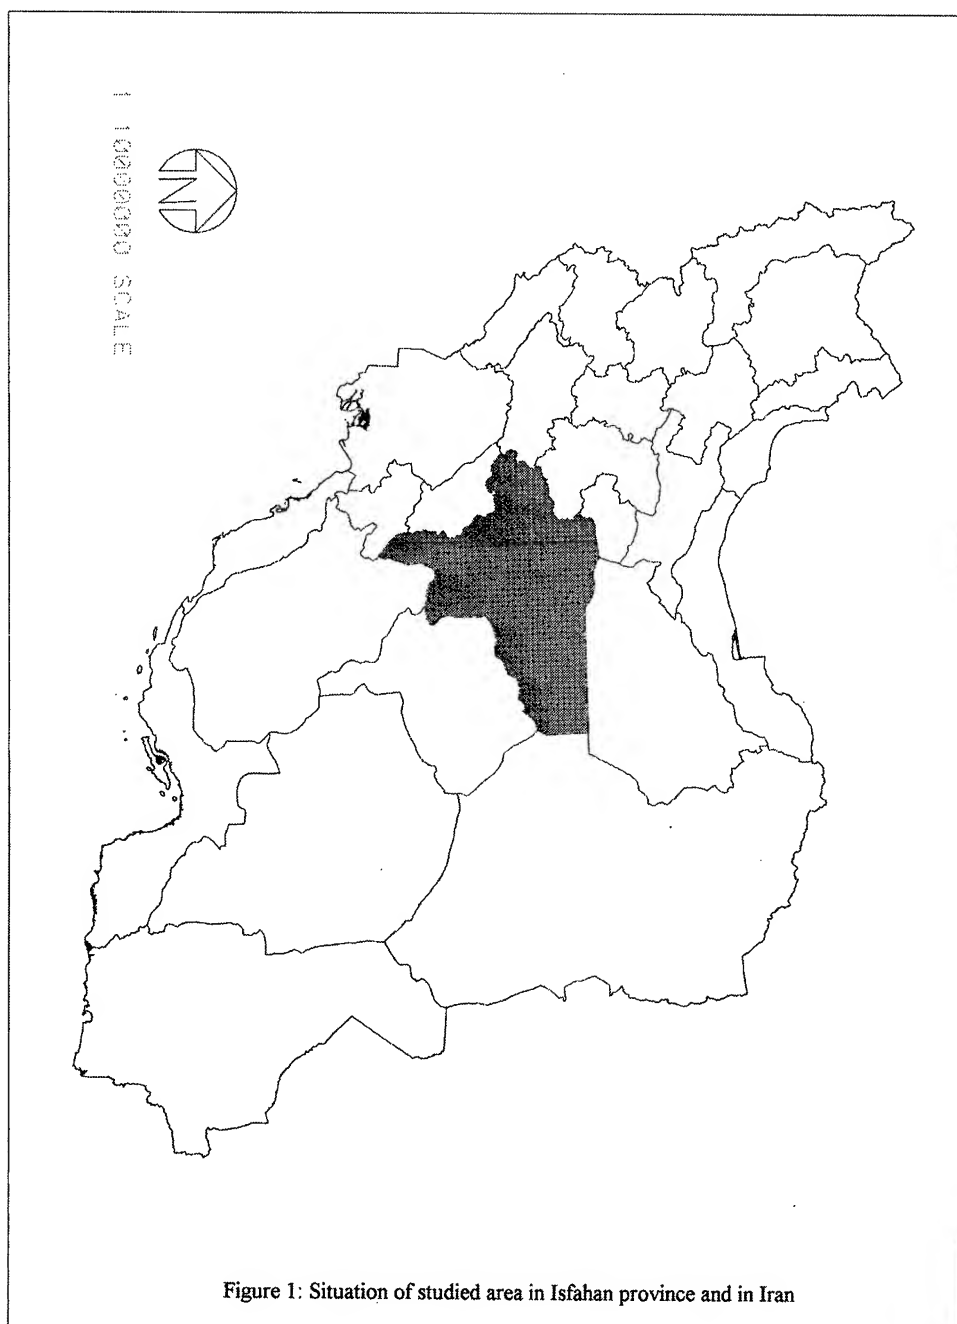 1 10000000 SCALE
N
Figure 1: Situation of studied area in Isfahan province and in Iran